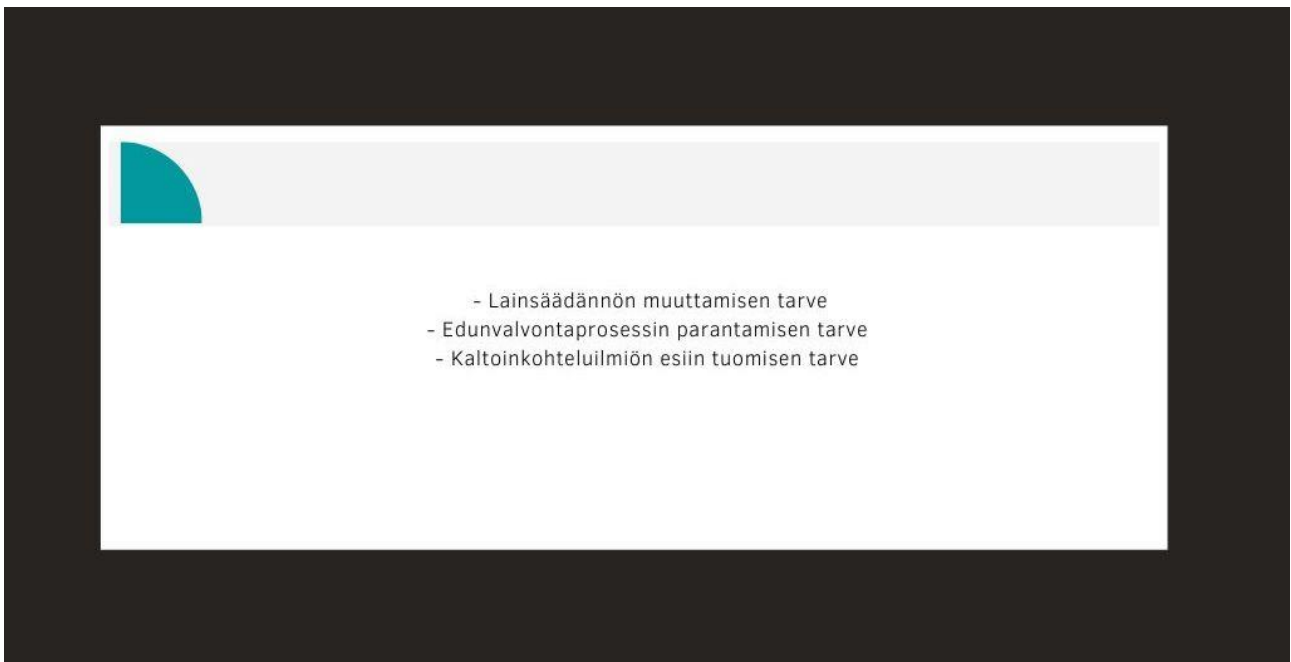 - Lainsäädännön muuttamisen tarve
- Edunvalvontaprosessin parantamisen tarve
- Kaltoinkohteluilmiön esiin tuomisen tarve